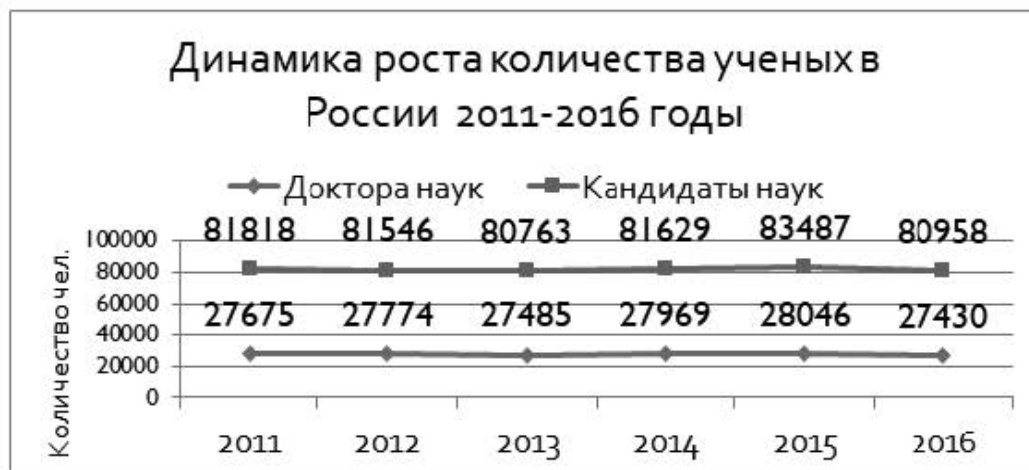 Динамика роста количества ученых в
России 2011-2016 годы
Доктора наук Кандидаты наук
Количество чел.
100000
80000
60000
40000
20000
0
81818 81546 80763 81629 83487 80958
27675 27774 27485 27969 28046 27430
2011 2012 2013 2014 2015 2016